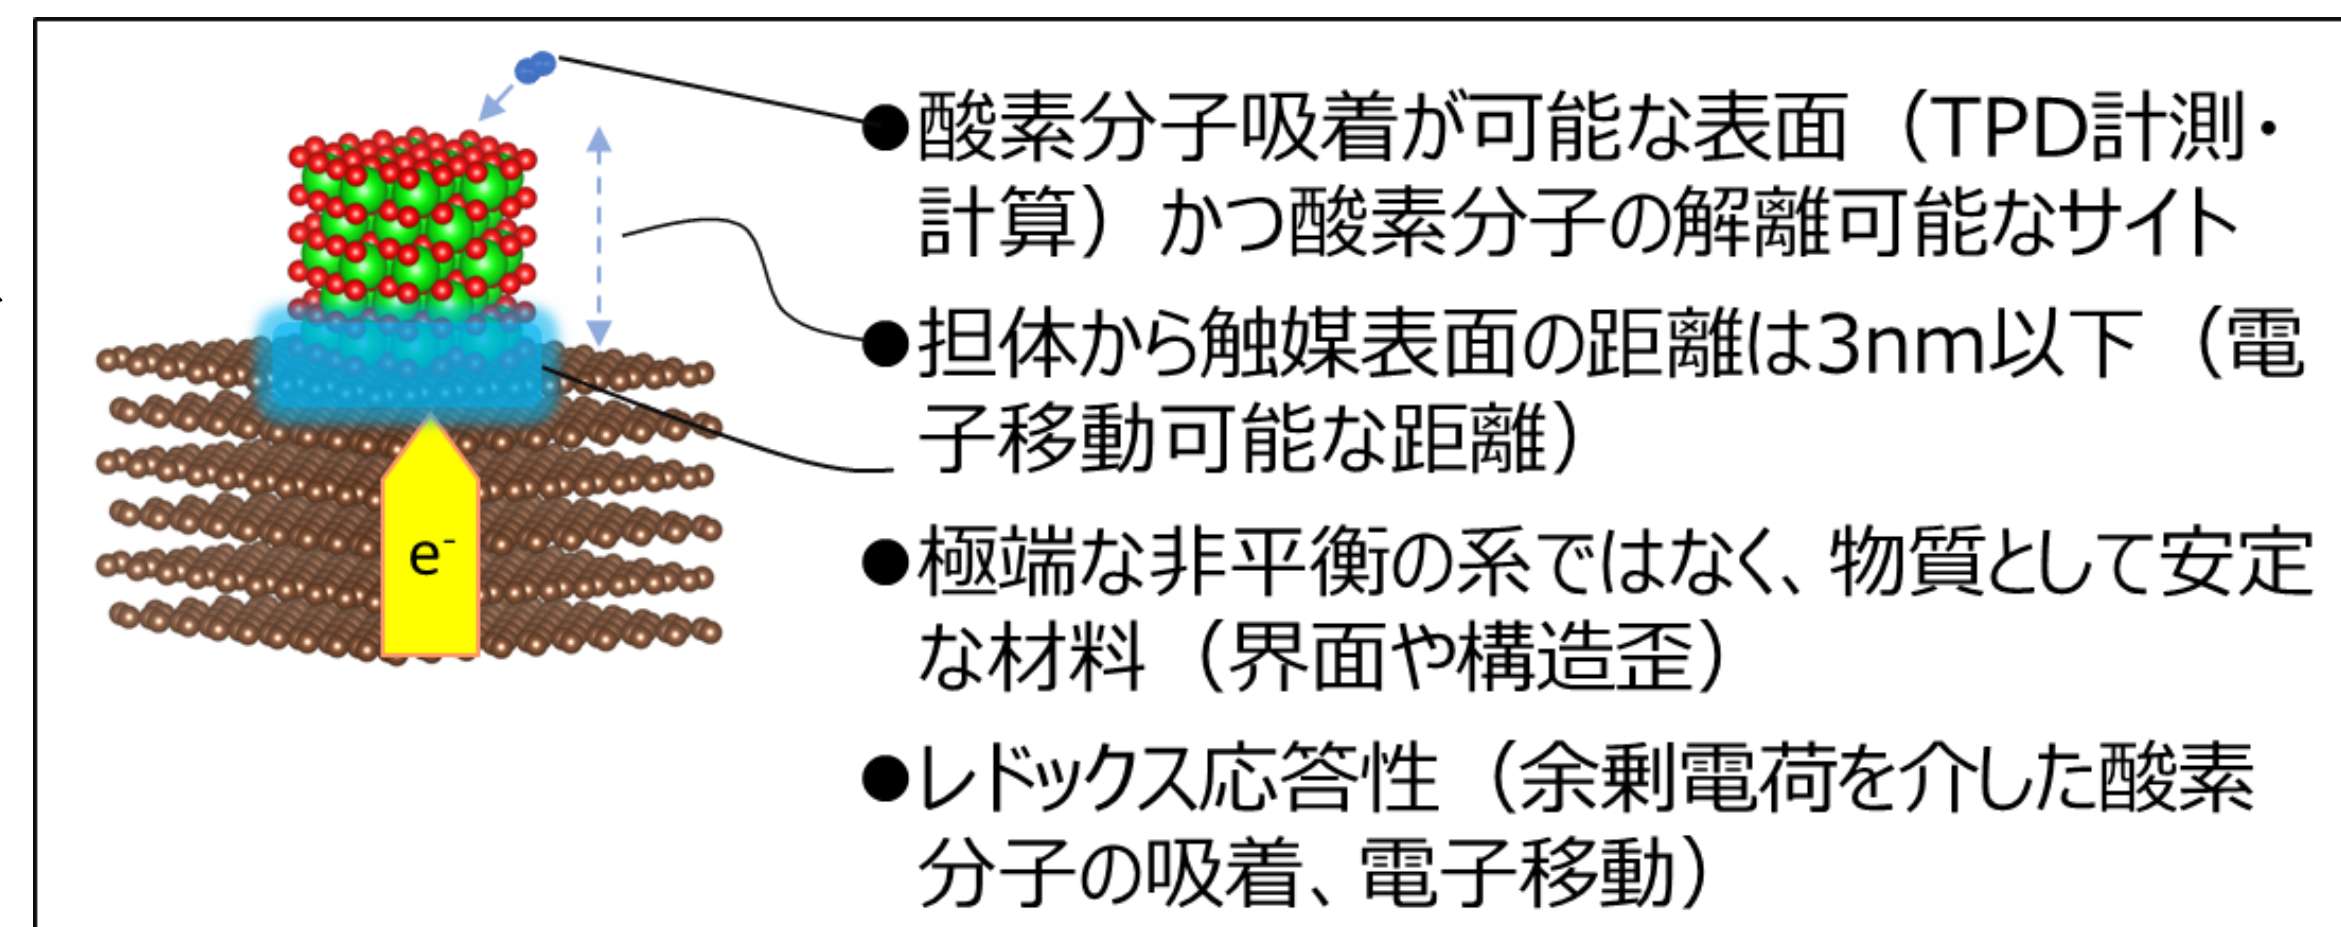 ●酸素分子吸着が可能な表面（TPD計測・
計算）かつ酸素分子の解離可能なサイト
●担体から触媒表面の距離は3nm以下（電
子移動可能な距離）
●極端な非平衡の系ではなく、物質として安定
な材料（界面や構造歪）
●レドックス応答性（余剰電荷を介した酸素
分子の吸着、電子移動）
e-